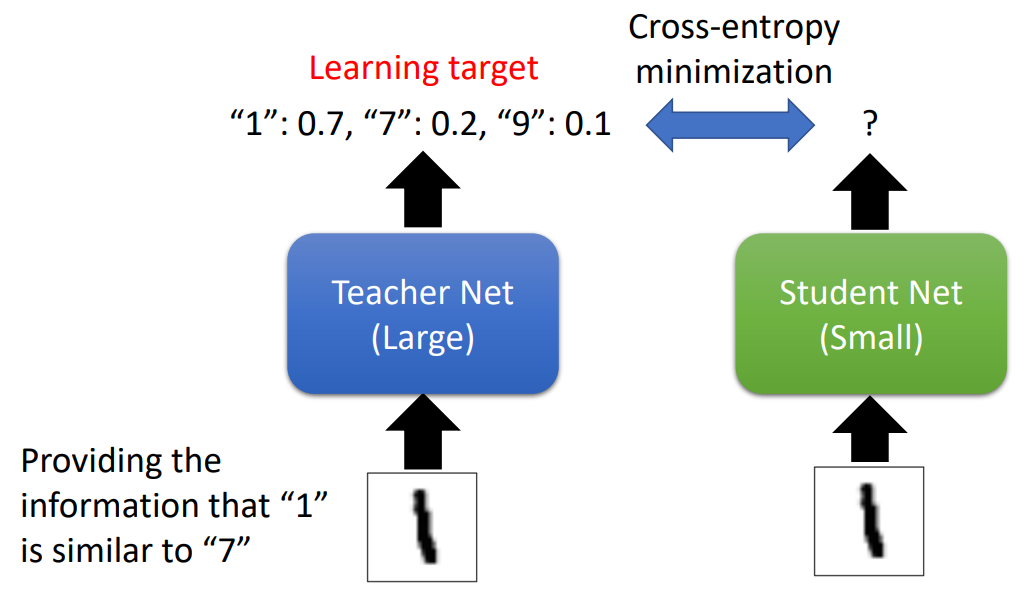 Cross-entropy
minimization
Learning target
“1”: 0.7, “7”: 0.2, “9”: 0.1
?
Teacher Net
(Large)
Student Net
(Small)
Providing the
information that “1”
is similar to “7”